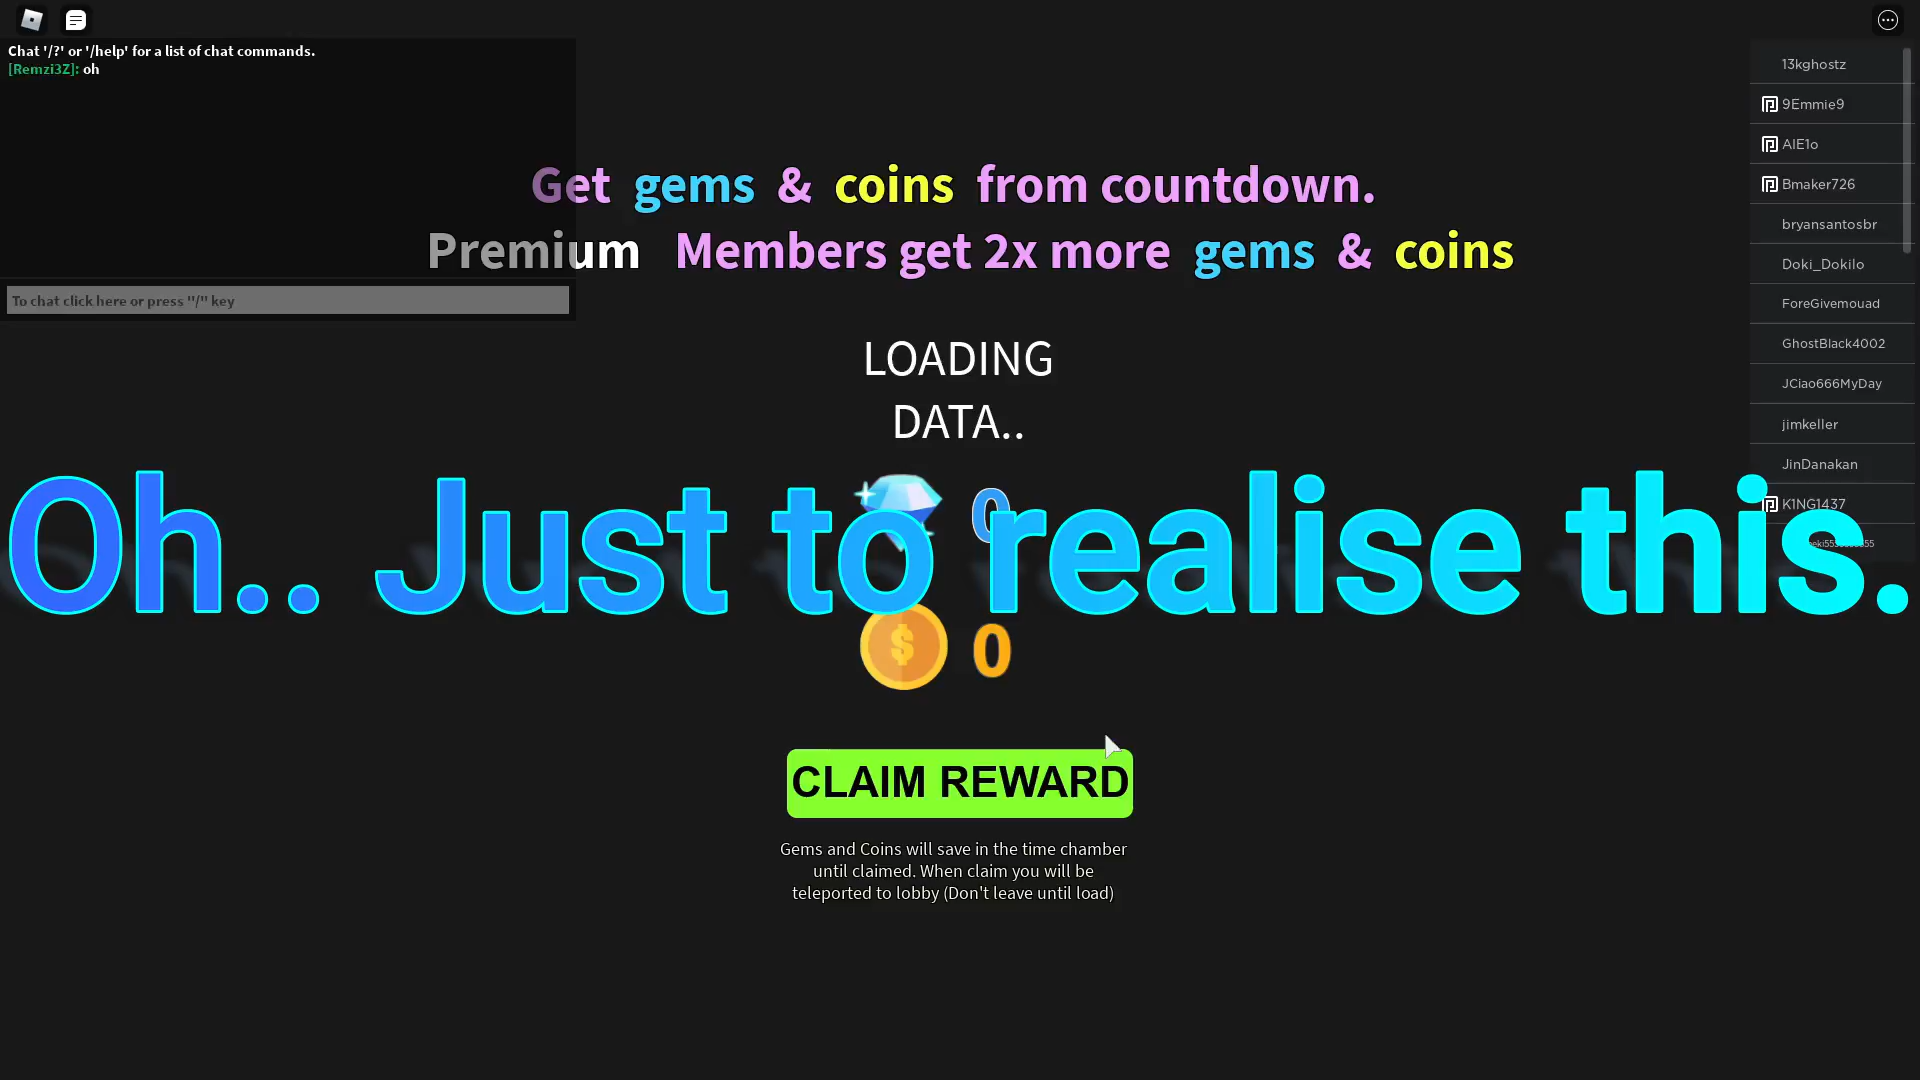 Chat '/?' or '/help' for a list of chat commands.
[Remzi3Z]: oh
To chat click here or press "/" key
Get gems & coins from countdown.
Premium Members get 2x more gems & coins
LOADING
DATA..
0
Oh.. Just to realise this.
0
CLAIM REWARD
Gems and Coins will save in the time chamber
until claimed. When claim you will be
teleported to lobby (Don't leave until load)
13kghostz
9Emmie9
AIE1o
Bmaker726
bryansantosbr
Doki_Dokilo
ForeGivemouad
GhostBlack4002
JCiao666MyDay
jimkeller
JinDanakan
K1NG1437